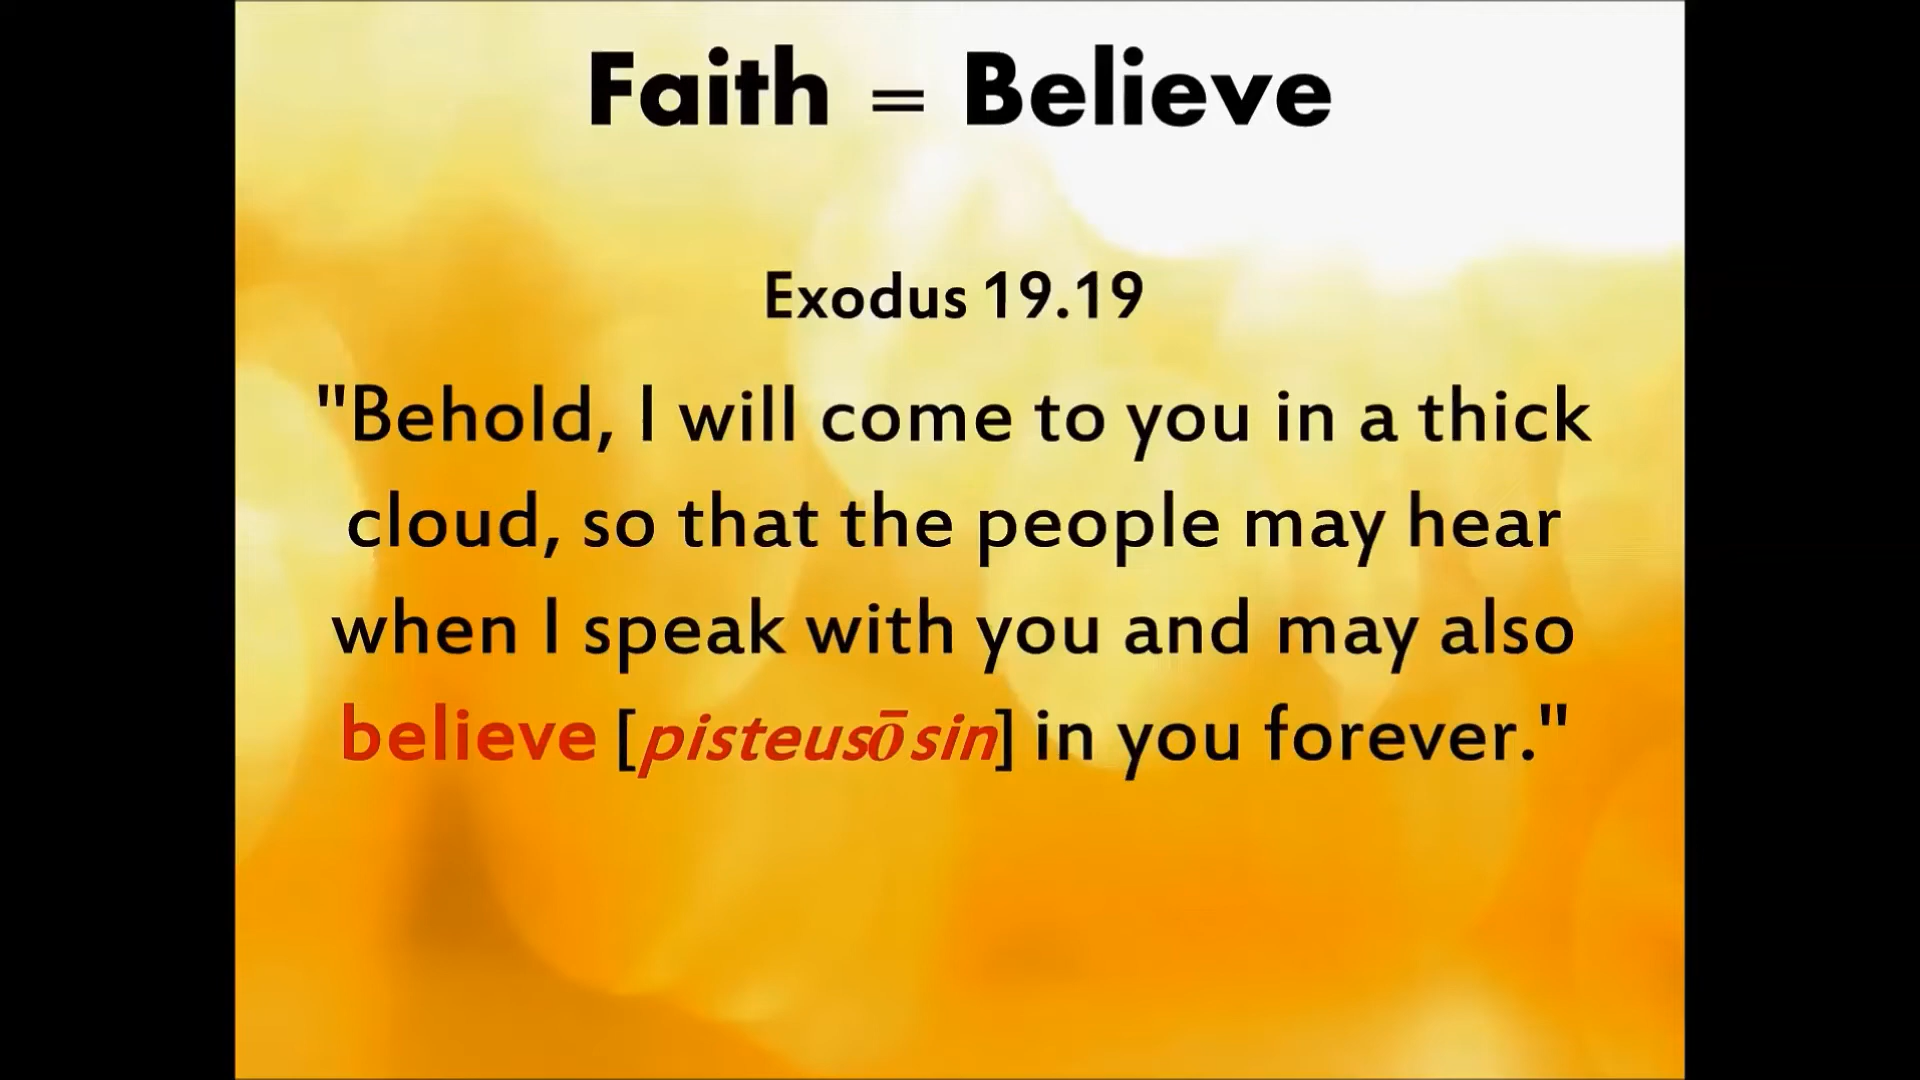 Faith = Believe
Exodus 19.19
"Behold, I will come to you in a thick
cloud, so that the people may hear
when I speak with you and may also
believe [pisteusōsin] in you forever."